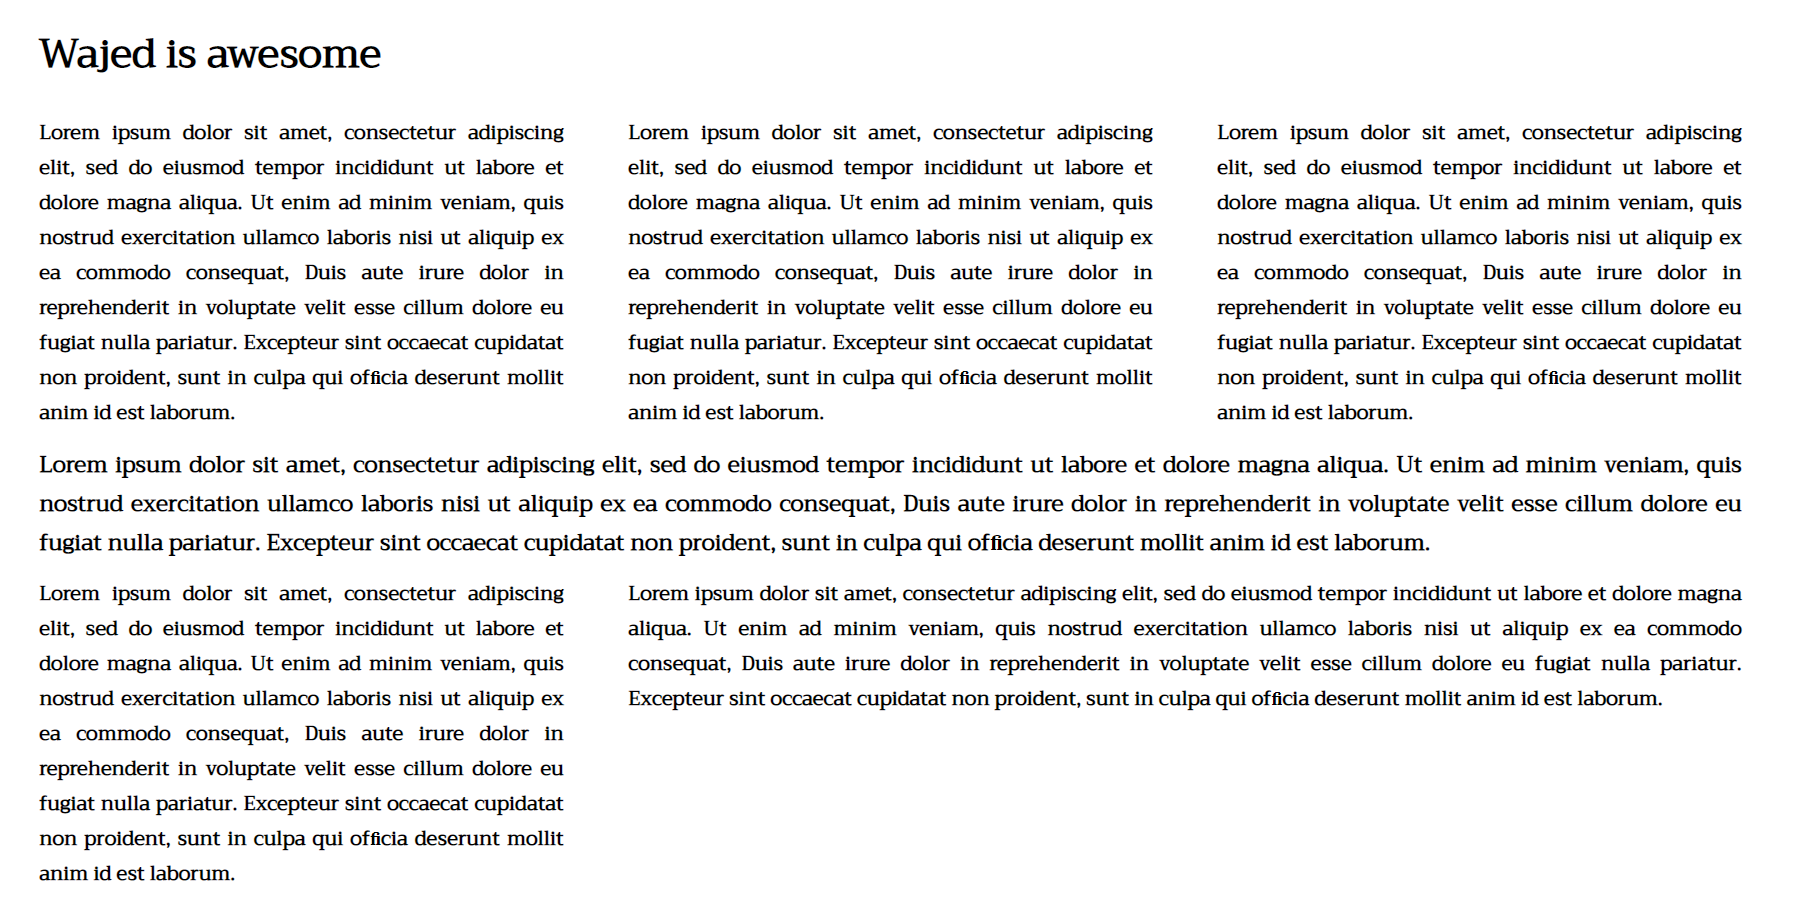 Wajed is awesome
Lorem ipsum dolor sit amet, consectetur adipiscing
elit, sed do eiusmod tempor incididunt ut labore et
dolore magna aliqua. Ut enim ad minim veniam, quis
nostrud exercitation ullamco laboris nisi ut aliquip ex
ea commodo consequat, Duis aute irure dolor in
reprehenderit in voluptate velit esse cillum dolore eu
fugiat nulla pariatur. Excepteur sint occaecat cupidatat
non proident, sunt in culpa qui officia deserunt mollit
anim id est laborum.
Lorem ipsum dolor sit amet, consectetur adipiscing
elit, sed do eiusmod tempor incididunt ut labore et
dolore magna aliqua. Ut enim ad minim veniam, quis
nostrud exercitation ullamco laboris nisi ut aliquip ex
ea commodo consequat, Duis aute irure dolor in
reprehenderit in voluptate velit esse cillum dolore eu
fugiat nulla pariatur. Excepteur sint occaecat cupidatat
non proident, sunt in culpa qui officia deserunt mollit
anim id est laborum.
Lorem ipsum dolor sit amet, consectetur adipiscing
elit, sed do eiusmod tempor incididunt ut labore et
dolore magna aliqua. Ut enim ad minim veniam, quis
nostrud exercitation ullamco laboris nisi ut aliquip ex
ea commodo consequat, Duis aute irure dolor in
reprehenderit in voluptate velit esse cillum dolore eu
fugiat nulla pariatur. Excepteur sint occaecat cupidatat
non proident, sunt in culpa qui officia deserunt mollit
anim id est laborum.
Lorem ipsum dolor sit amet, consectetur adipiscing elit, sed do eiusmod tempor incididunt ut labore et dolore magna aliqua. Ut enim ad minim veniam, quis
nostrud exercitation ullamco laboris nisi ut aliquip ex ea commodo consequat, Duis aute irure dolor in reprehenderit in voluptate velit esse cillum dolore eu
fugiat nulla pariatur. Excepteur sint occaecat cupidatat non proident, sunt in culpa qui officia deserunt mollit anim id est laborum.
Lorem ipsum dolor sit amet, consectetur adipiscing
elit, sed do eiusmod tempor incididunt ut labore et
dolore magna aliqua. Ut enim ad minim veniam, quis
nostrud exercitation ullamco laboris nisi ut aliquip ex
ea commodo consequat, Duis aute irure dolor in
reprehenderit in voluptate velit esse cillum dolore eu
fugiat nulla pariatur. Excepteur sint occaecat cupidatat
non proident, sunt in culpa qui officia deserunt mollit
anim id est laborum.
Lorem ipsum dolor sit amet, consectetur adipiscing elit, sed do eiusmod tempor incididunt ut labore et dolore magna
aliqua. Ut enim ad minim veniam, quis nostrud exercitation ullamco laboris nisi ut aliquip ex ea commodo
consequat, Duis aute irure dolor in reprehenderit in voluptate velit esse cillum dolore eu fugiat nulla pariatur.
Excepteur sint occaecat cupidatat non proident, sunt in culpa qui officia deserunt mollit anim id est laborum.